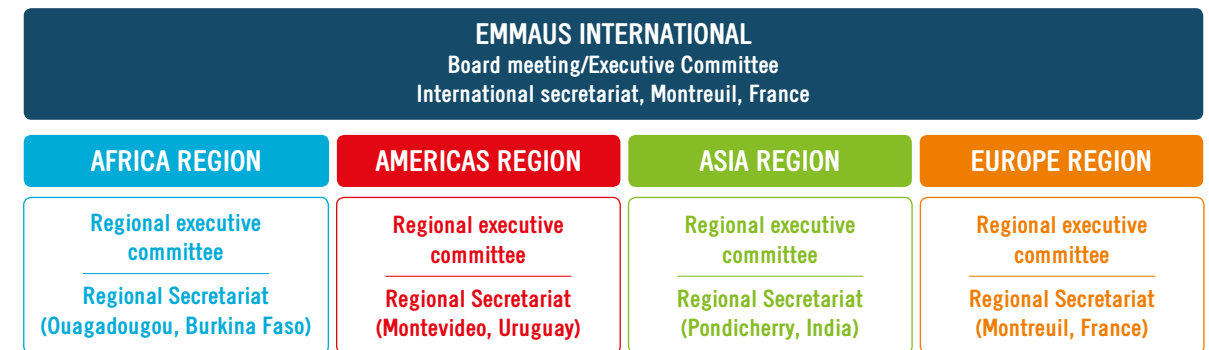 EMMAUS INTERNATIONAL
Board meeting/Executive Committee
International secretariat, Montreuil, France
AFRICA REGION
Regional executive
committee
Regional Secretariat
(Ouagadougou, Burkina Faso)
AMERICAS REGION
Regional executive
committee
Regional Secretariat
(Montevideo, Uruguay)
ASIA REGION
Regional executive
committee
Regional Secretariat
(Pondicherry, India)
EUROPE REGION
Regional executive
committee
Regional Secretariat
(Montreuil, France)